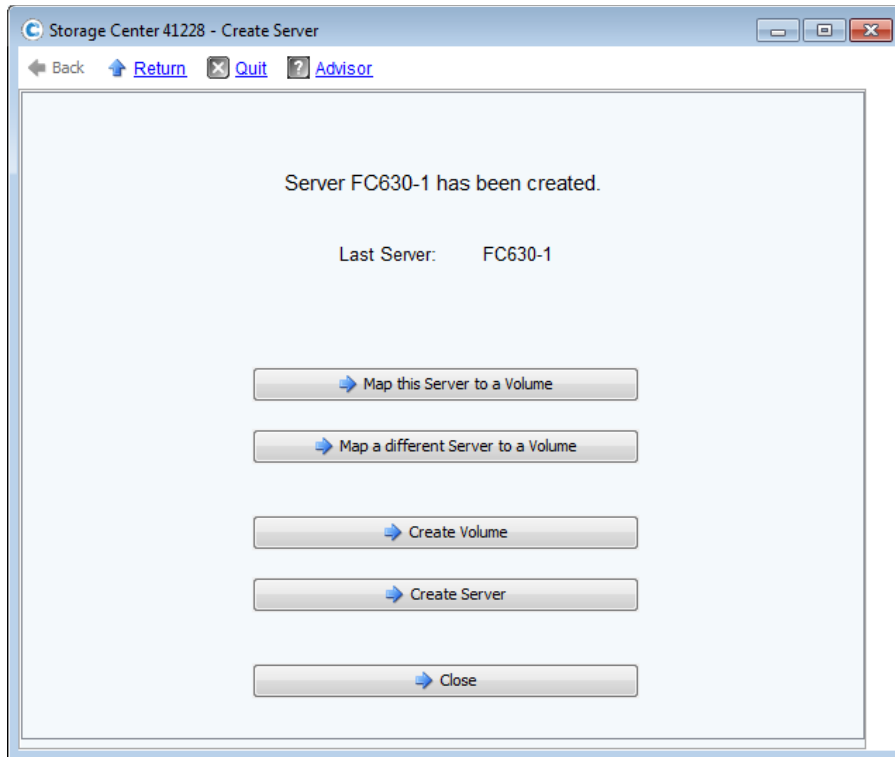 Storage Center 41228 - Create Server
Back Return Quit ? Advisor
Server FC630-1 has been created.
Last Server: FC630-1
Map this Server to a Volume
Map a different Server to a Volume
Create Volume
Create Server
Close